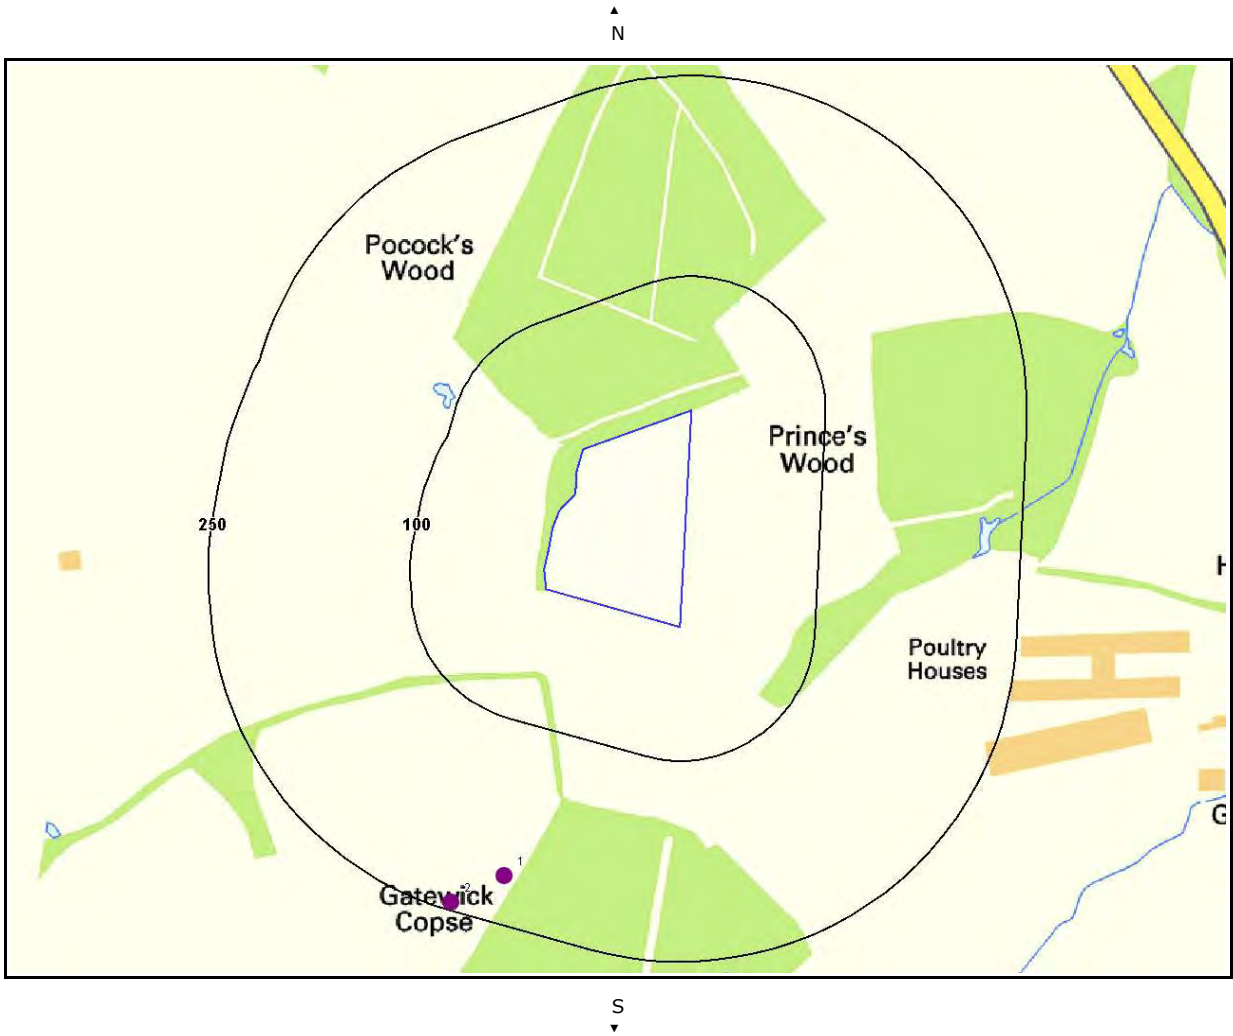 N
Pocock's
Wood
Prince's
Wood
250
100
H
Poultry
Houses
G
1
2
Gatewick
Copse
S